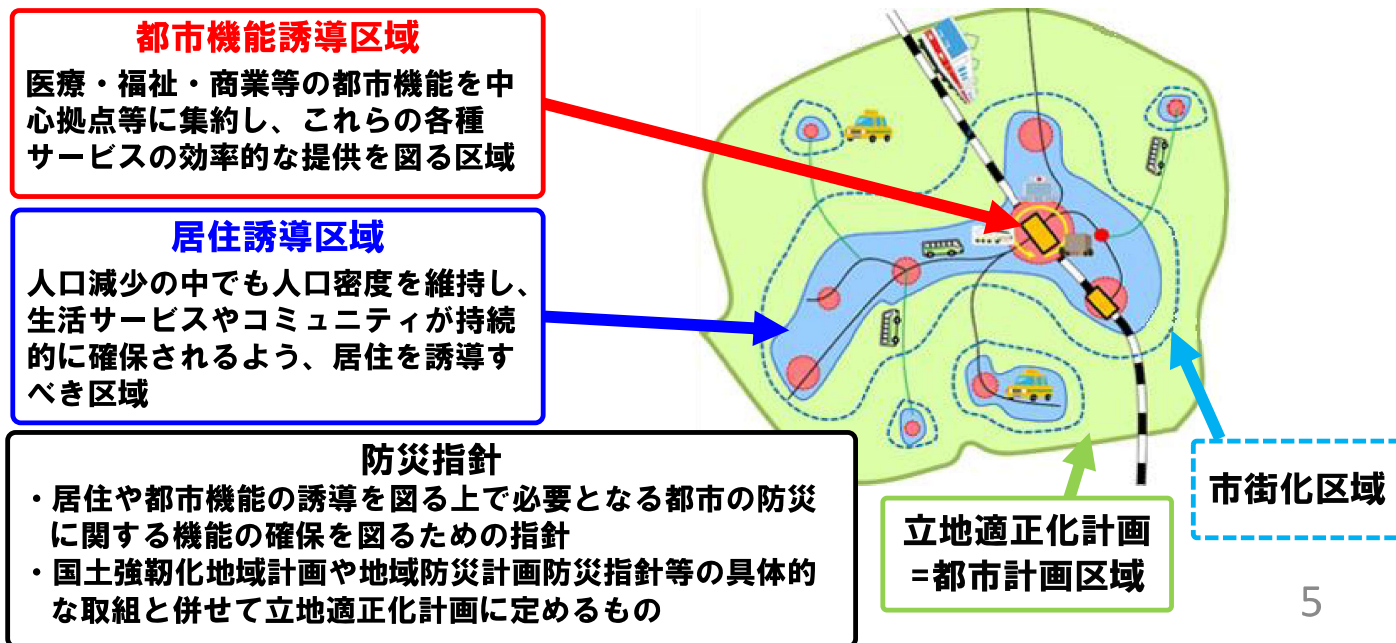 都市機能誘導区域
医療・福祉・商業等の都市機能を中
心拠点等に集約し、これらの各種
サービスの効率的な提供を図る区域
居住誘導区域
人口減少の中でも人口密度を維持し、
生活サービスやコミュニティが持続
的に確保されるよう、居住を誘導す
べき区域
防災指針
・居住や都市機能の誘導を図る上で必要となる都市の防災
に関する機能の確保を図るための指針
・国土強靭化地域計画や地域防災計画防災指針等の具体的
な取組と併せて立地適正化計画に定めるもの
立地適正化計画
=都市計画区域
市街化区域
5